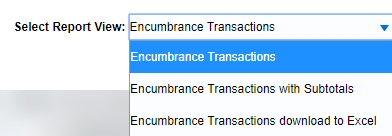 Select Report View: Encumbrance Transactions
Encumbrance Transactions
Encumbrance Transactions with Subtotals
Encumbrance Transactions download to Excel